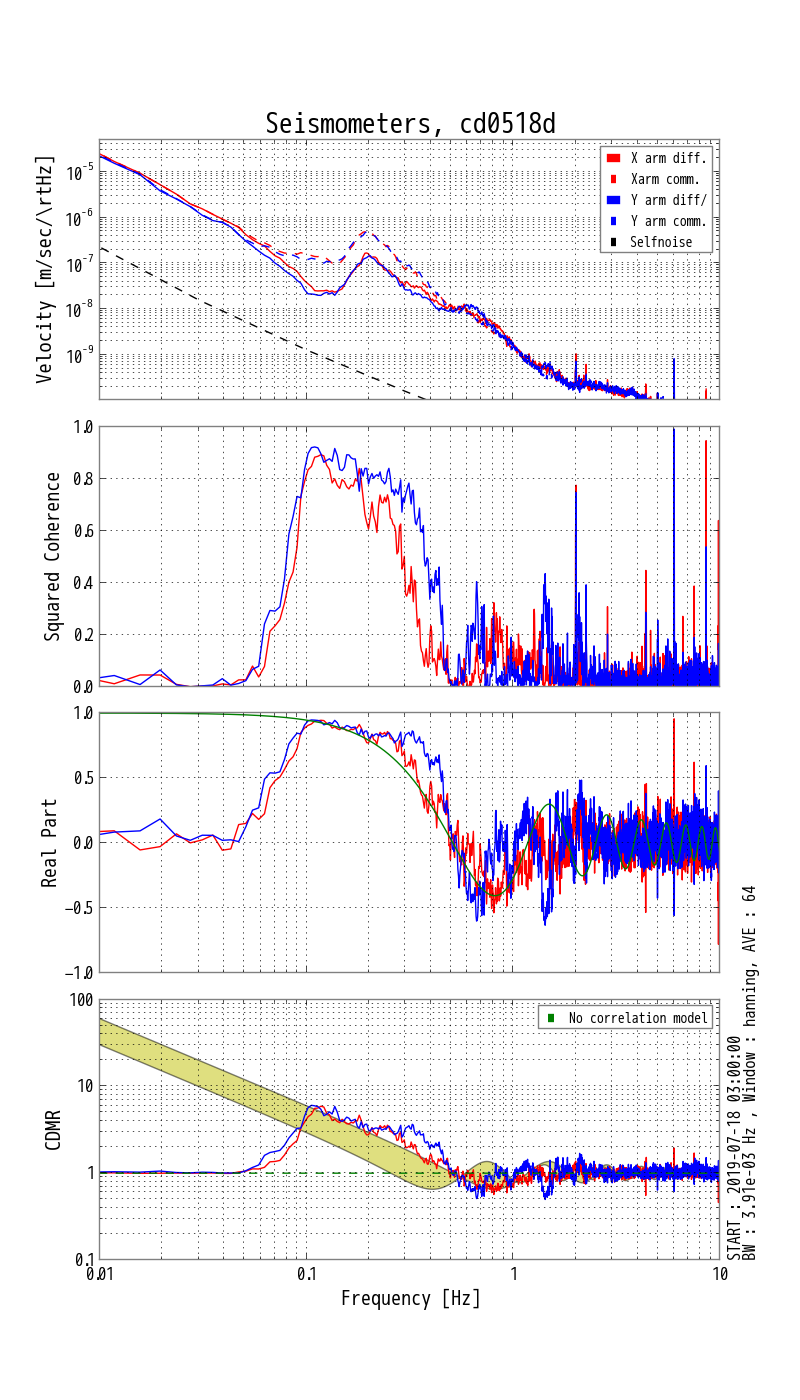 Seismometers, cd0518d
Velocity [m/sec/\rtHz]
10^-5
10^-6
10^-7
10^-8
10^-9
X arm diff.
Xarm comm.
Y arm diff/
Y arm comm.
Selfnoise
Squared Coherence
1.0
0.8
0.6
0.4
0.2
0.0
Real Part
1.0
0.5
0.0
−0.5
−1.0
CDMR
100
10
1
0.1
No correlation model
0.01
0.1
1
10
Frequency [Hz]
START : 2019-07-18 03:00:00
BW : 3.91e-03 Hz , Window : hanning, AVE : 64